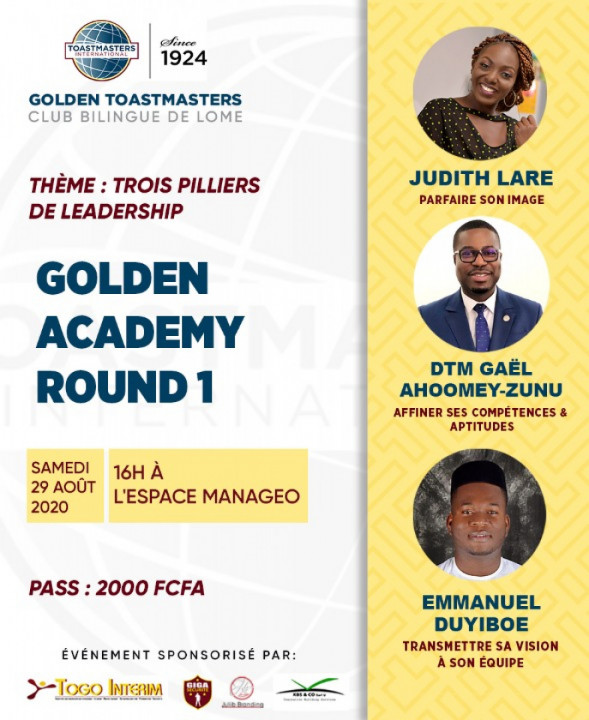 TOASTMASTERS
INTERNATIONAL
Since
1924
GOLDEN TOASTMASTERS
CLUB BILINGUE DE LOME
THÈME : TROIS PILLIERS
DE LEADERSHIP
GOLDEN
ACADEMY
ROUND 1
SAMEDI
29 AOÛT
2020
16H À
L'ESPACE MANAGEO
PASS : 2000 FCFA
ÉVÉNEMENT SPONSORISÉ PAR:
TOGO INTERIM
GIGA
SECURITE
JUDITH LARE
PARFAIRE SON IMAGE
DTM GAËL
AHOOMEY-ZUNU
AFFINER SES COMPÉTENCES &
APTITUDES
EMMANUEL
DUYIBOE
TRANSMETTRE SA VISION
À SON ÉQUIPE